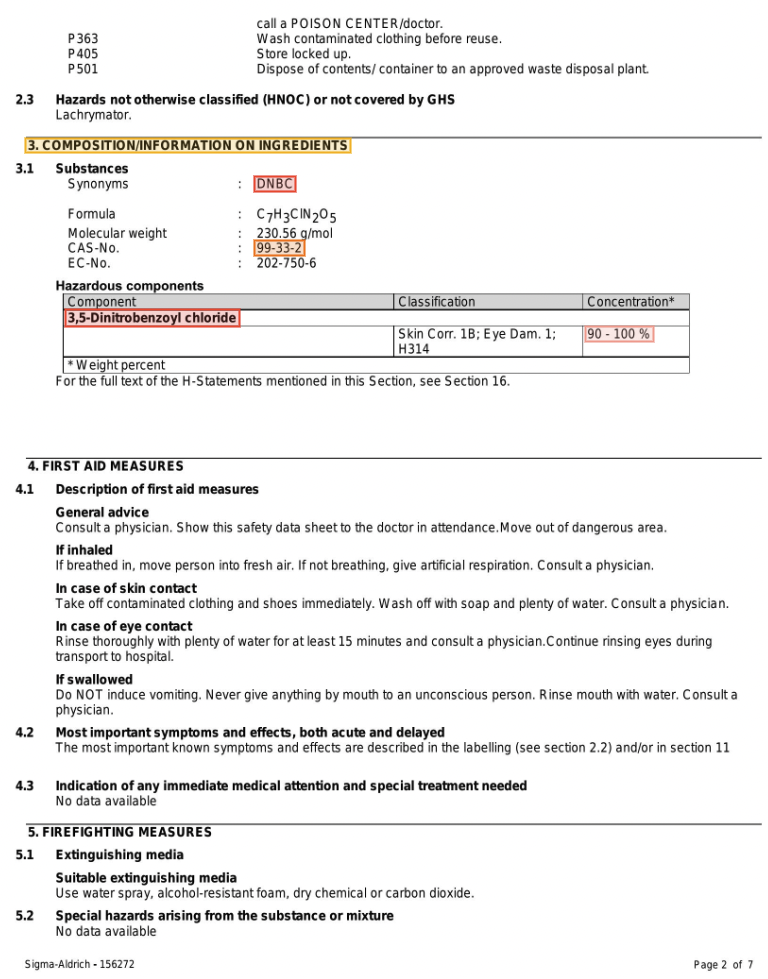 call a POISON CENTER/doctor.
P363 Wash contaminated clothing before reuse.
P405 Store locked up.
P501 Dispose of contents/ container to an approved waste disposal plant.
2.3 Hazards not otherwise classified (HNOC) or not covered by GHS
Lachrymator.
3. COMPOSITION/INFORMATION ON INGREDIENTS
3.1 Substances
Synonyms : DNBC
Formula : C7H3ClN2O5
Molecular weight : 230.56 g/mol
CAS-No. : 99-33-2
EC-No. : 202-750-6
Hazardous components
Component Classification Concentration*
3,5-Dinitrobenzoyl chloride
Skin Corr. 1B; Eye Dam. 1; 90 - 100 %
H314
* Weight percent
For the full text of the H-Statements mentioned in this Section, see Section 16.
4. FIRST AID MEASURES
4.1 Description of first aid measures
General advice
Consult a physician. Show this safety data sheet to the doctor in attendance.Move out of dangerous area.
If inhaled
If breathed in, move person into fresh air. If not breathing, give artificial respiration. Consult a physician.
In case of skin contact
Take off contaminated clothing and shoes immediately. Wash off with soap and plenty of water. Consult a physician.
In case of eye contact
Rinse thoroughly with plenty of water for at least 15 minutes and consult a physician.Continue rinsing eyes during
transport to hospital.
If swallowed
Do NOT induce vomiting. Never give anything by mouth to an unconscious person. Rinse mouth with water. Consult a
physician.
4.2 Most important symptoms and effects, both acute and delayed
The most important known symptoms and effects are described in the labelling (see section 2.2) and/or in section 11
4.3 Indication of any immediate medical attention and special treatment needed
No data available
5. FIREFIGHTING MEASURES
5.1 Extinguishing media
Suitable extinguishing media
Use water spray, alcohol-resistant foam, dry chemical or carbon dioxide.
5.2 Special hazards arising from the substance or mixture
No data available
Sigma-Aldrich - 156272 Page 2 of 7